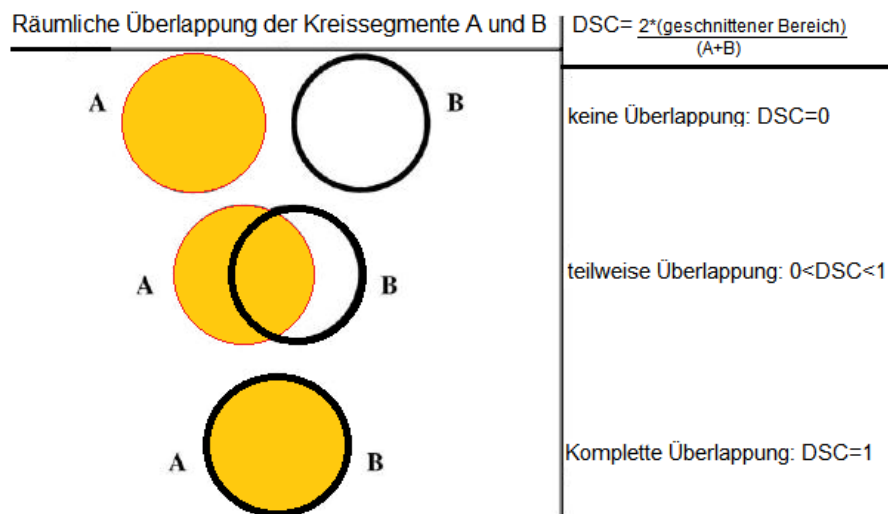 Räumliche Überlappung der Kreissegmente A und B
DSC= 2*(geschnittener Bereich)
(A+B)
A
B
keine Überlappung: DSC=0
A
B
teilweise Überlappung: 0<DSC<1
A
B
Komplette Überlappung: DSC=1